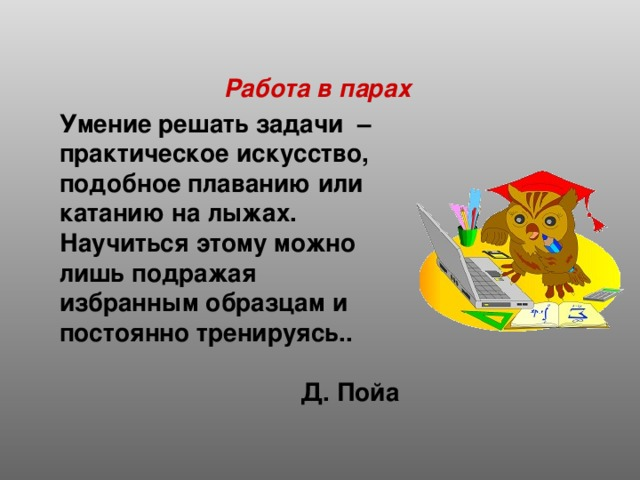 Работа в парах
Умение решать задачи –
практическое искусство,
подобное плаванию или
катанию на лыжах.
Научиться этому можно
лишь подражая
избранным образцам и
постоянно тренируясь..
Д. Пойа